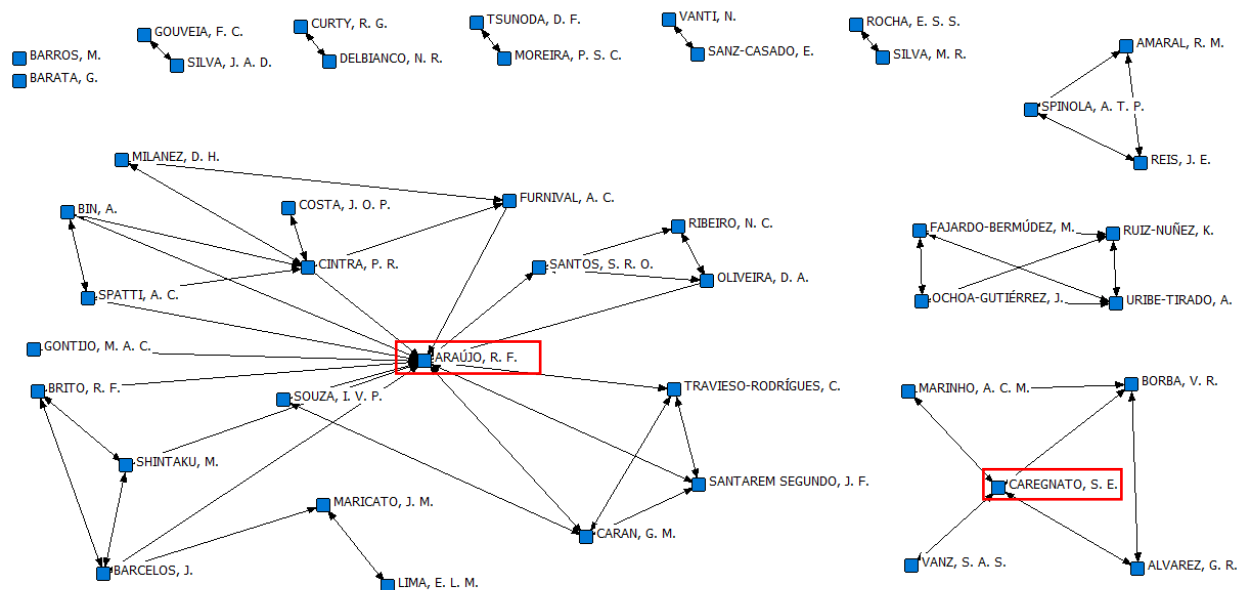 GOUVEIA, F. C.
CURTY, R. G.
TSUNODA, D. F.
VANTI, N.
ROCHA, E. S. S.
BARROS, M.
SILVA, J. A. D.
DELBIANCO, N. R.
MOREIRA, P. S. C.
SANZ-CASADO, E.
SILVA, M. R.
AMARAL, R. M.
BARATA, G.
SPINOLA, A. T. P.
REIS, J. E.
MILANEZ, D. H.
FURNIVAL, A. C.
BIN, A.
COSTA, J. O. P.
RIBEIRO, N. C.
FAJARDO-BERMÚDEZ, M.
RUIZ-NUÑEZ, K.
CINTRA, P. R.
SANTOS, S. R. O.
OLIVEIRA, D. A.
SPATTI, A. C.
OCHOA-GUTIÉRREZ, J.
URIBE-TIRADO, A.
GONTIJO, M. A. C.
ARAÚJO, R. F.
BRITO, R. F.
SOUZA, I. V. P.
TRAVIESO-RODRÍGUES, C.
MARINHO, A. C. M.
BORBA, V. R.
SHINTAKU, M.
SANTAREM SEGUNDO, J. F.
CAREGNATO, S. E.
MARICATO, J. M.
CARAN, G. M.
BARCELOS, J.
LIMA, E. L. M.
VANZ, S. A. S.
ALVAREZ, G. R.